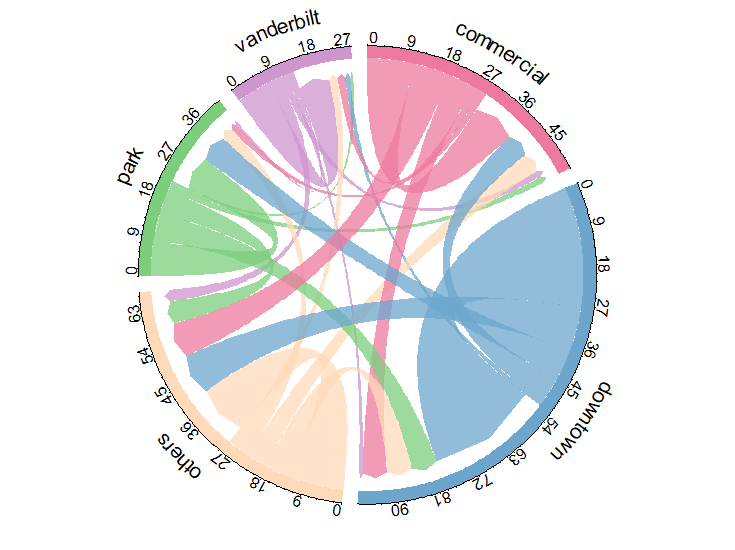 vanderbilt
0 9 18 27
commercial
0 9 18 27 36 45
park
0 9 18 27 36
downtown
0 9 18 27 36 45 54 63 72 81 90
others
0 9 18 27 36 45 54 63